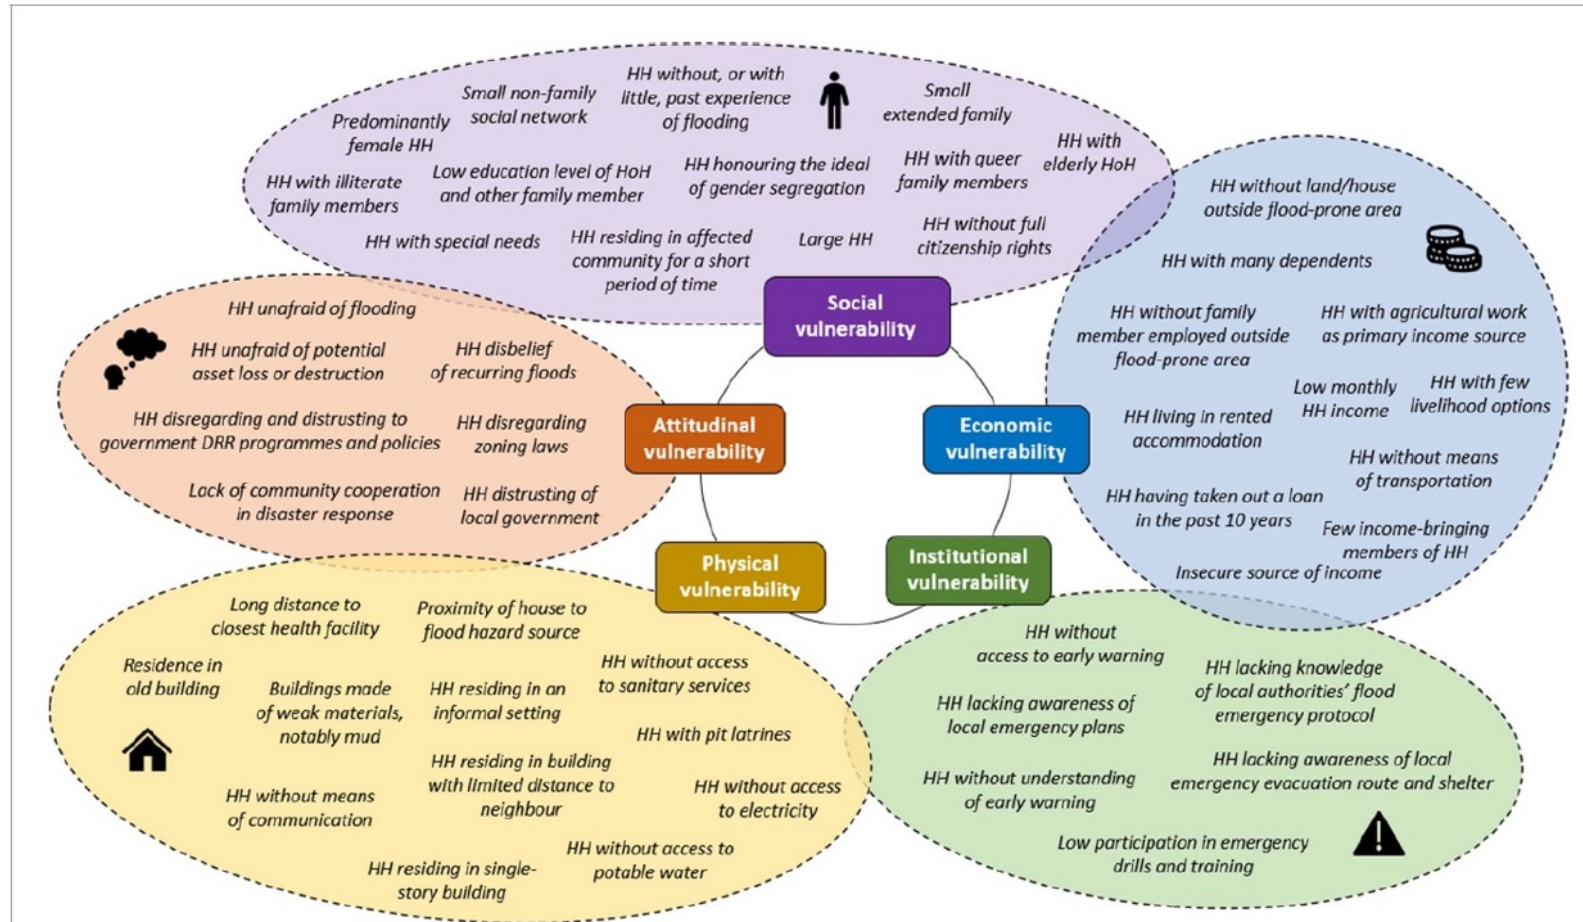 Small non-family
social network
HH without, or with
little, past experience
of flooding
Small
extended family
Predominantly
female HH
HH with
elderly HoH
HH with illiterate
family members
Low education level of HoH
and other family member
HH honouring the ideal
of gender segregation
HH with queer
family members
HH with special needs
HH residing in affected
community for a short
period of time
Large HH
HH without full
citizenship rights
Social
vulnerability
HH without land/house
outside flood-prone area
HH with many dependents
HH without family
member employed outside
flood-prone area
HH with agricultural work
as primary income source
Low monthly
HH income
HH with few
livelihood options
HH living in rented
accommodation
HH without means
of transportation
HH having taken out a loan
in the past 10 years
Few income-bringing
members of HH
Insecure source of income
Economic
vulnerability
HH unafraid of flooding
HH unafraid of potential
asset loss or destruction
HH disbelief
of recurring floods
HH disregarding and distrusting to
government DRR programmes and policies
HH disregarding
zoning laws
Lack of community cooperation
in disaster response
HH distrusting of
local government
Attitudinal
vulnerability
Physical
vulnerability
Institutional
vulnerability
Long distance to
closest health facility
Proximity of house to
flood hazard source
Residence in
old building
Buildings made
of weak materials,
notably mud
HH residing in an
informal setting
HH without access
to sanitary services
HH with pit latrines
HH without means
of communication
HH residing in building
with limited distance to
neighbour
HH without access
to electricity
HH residing in single-
story building
HH without access to
potable water
HH without
access to early warning
HH lacking knowledge
of local authorities’ flood
emergency protocol
HH lacking awareness of
local emergency plans
HH without understanding
of early warning
HH lacking awareness of local
emergency evacuation route and shelter
Low participation in emergency
drills and training